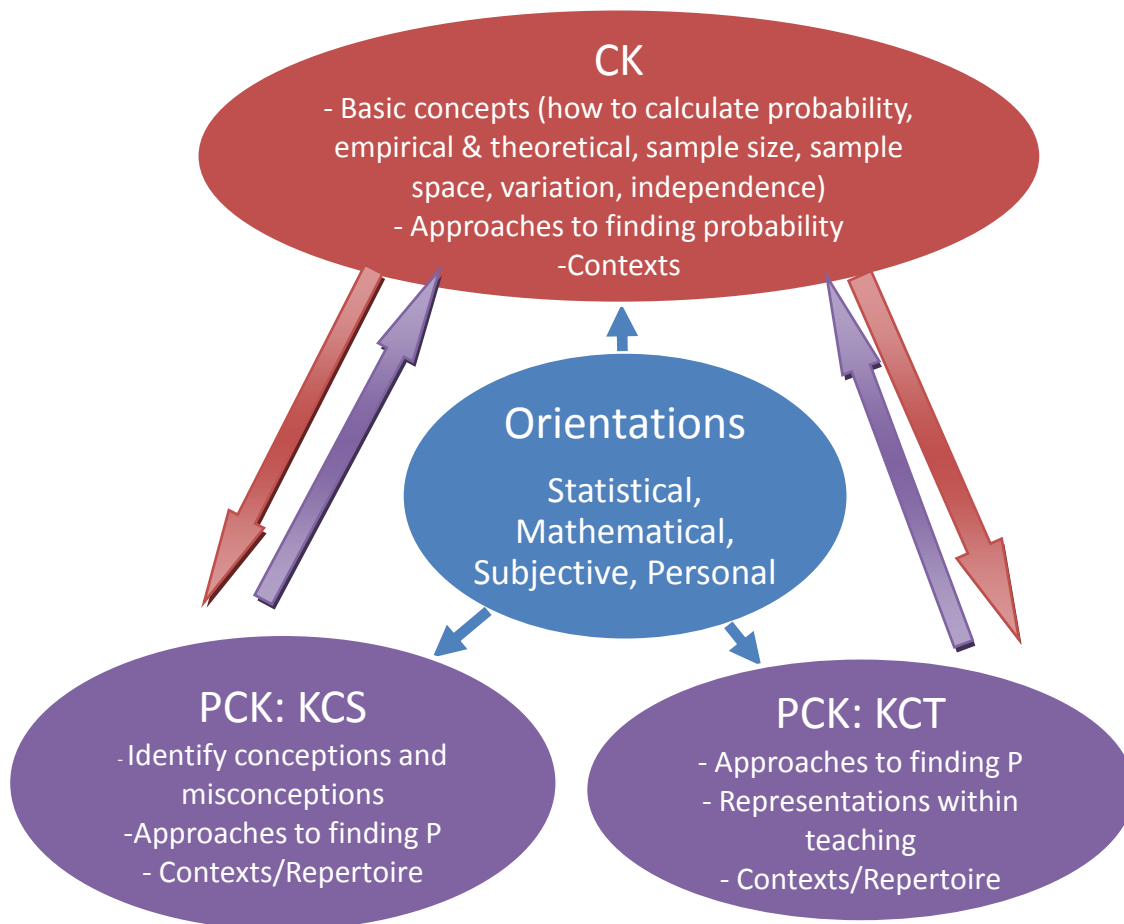 CK
- Basic concepts (how to calculate probability,
empirical & theoretical, sample size, sample
space, variation, independence)
- Approaches to finding probability
-Contexts
Orientations
Statistical,
Mathematical,
Subjective, Personal
PCK: KCS
- Identify conceptions and
misconceptions
-Approaches to finding P
- Contexts/Repertoire
PCK: KCT
- Approaches to finding P
- Representations within
teaching
- Contexts/Repertoire